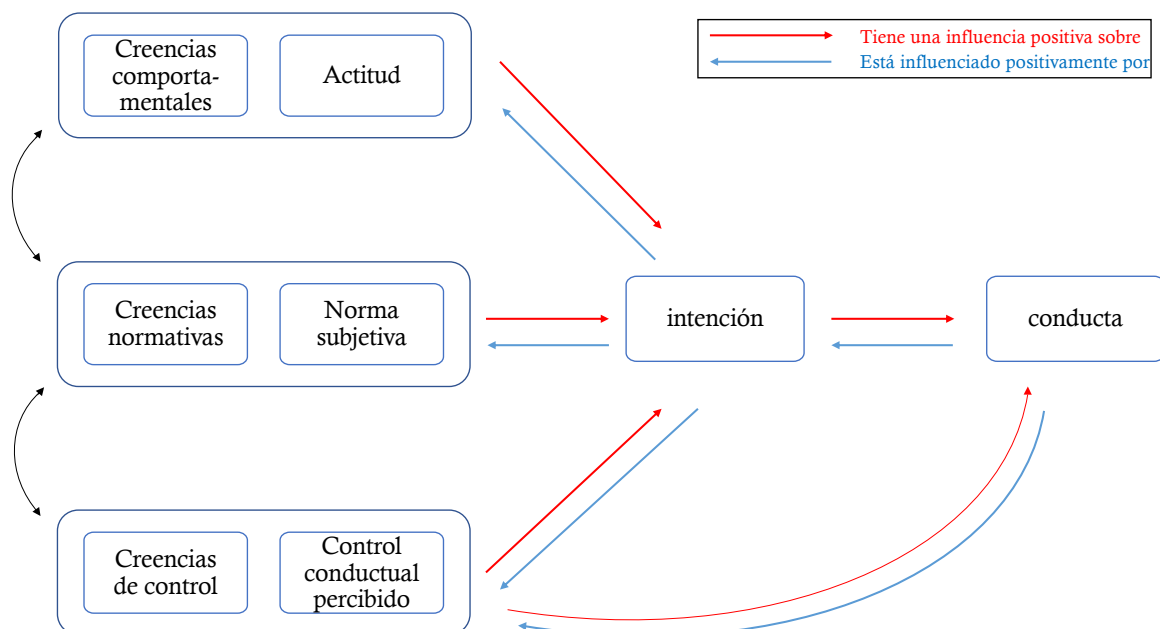 Tiene una influencia positiva sobre
Está influenciado positivamente por
Creencias
comporta-
mentales
Actitud
Creencias
normativas
Norma
subjetiva
intención
conducta
Creencias
de control
Control
conductual
percibido